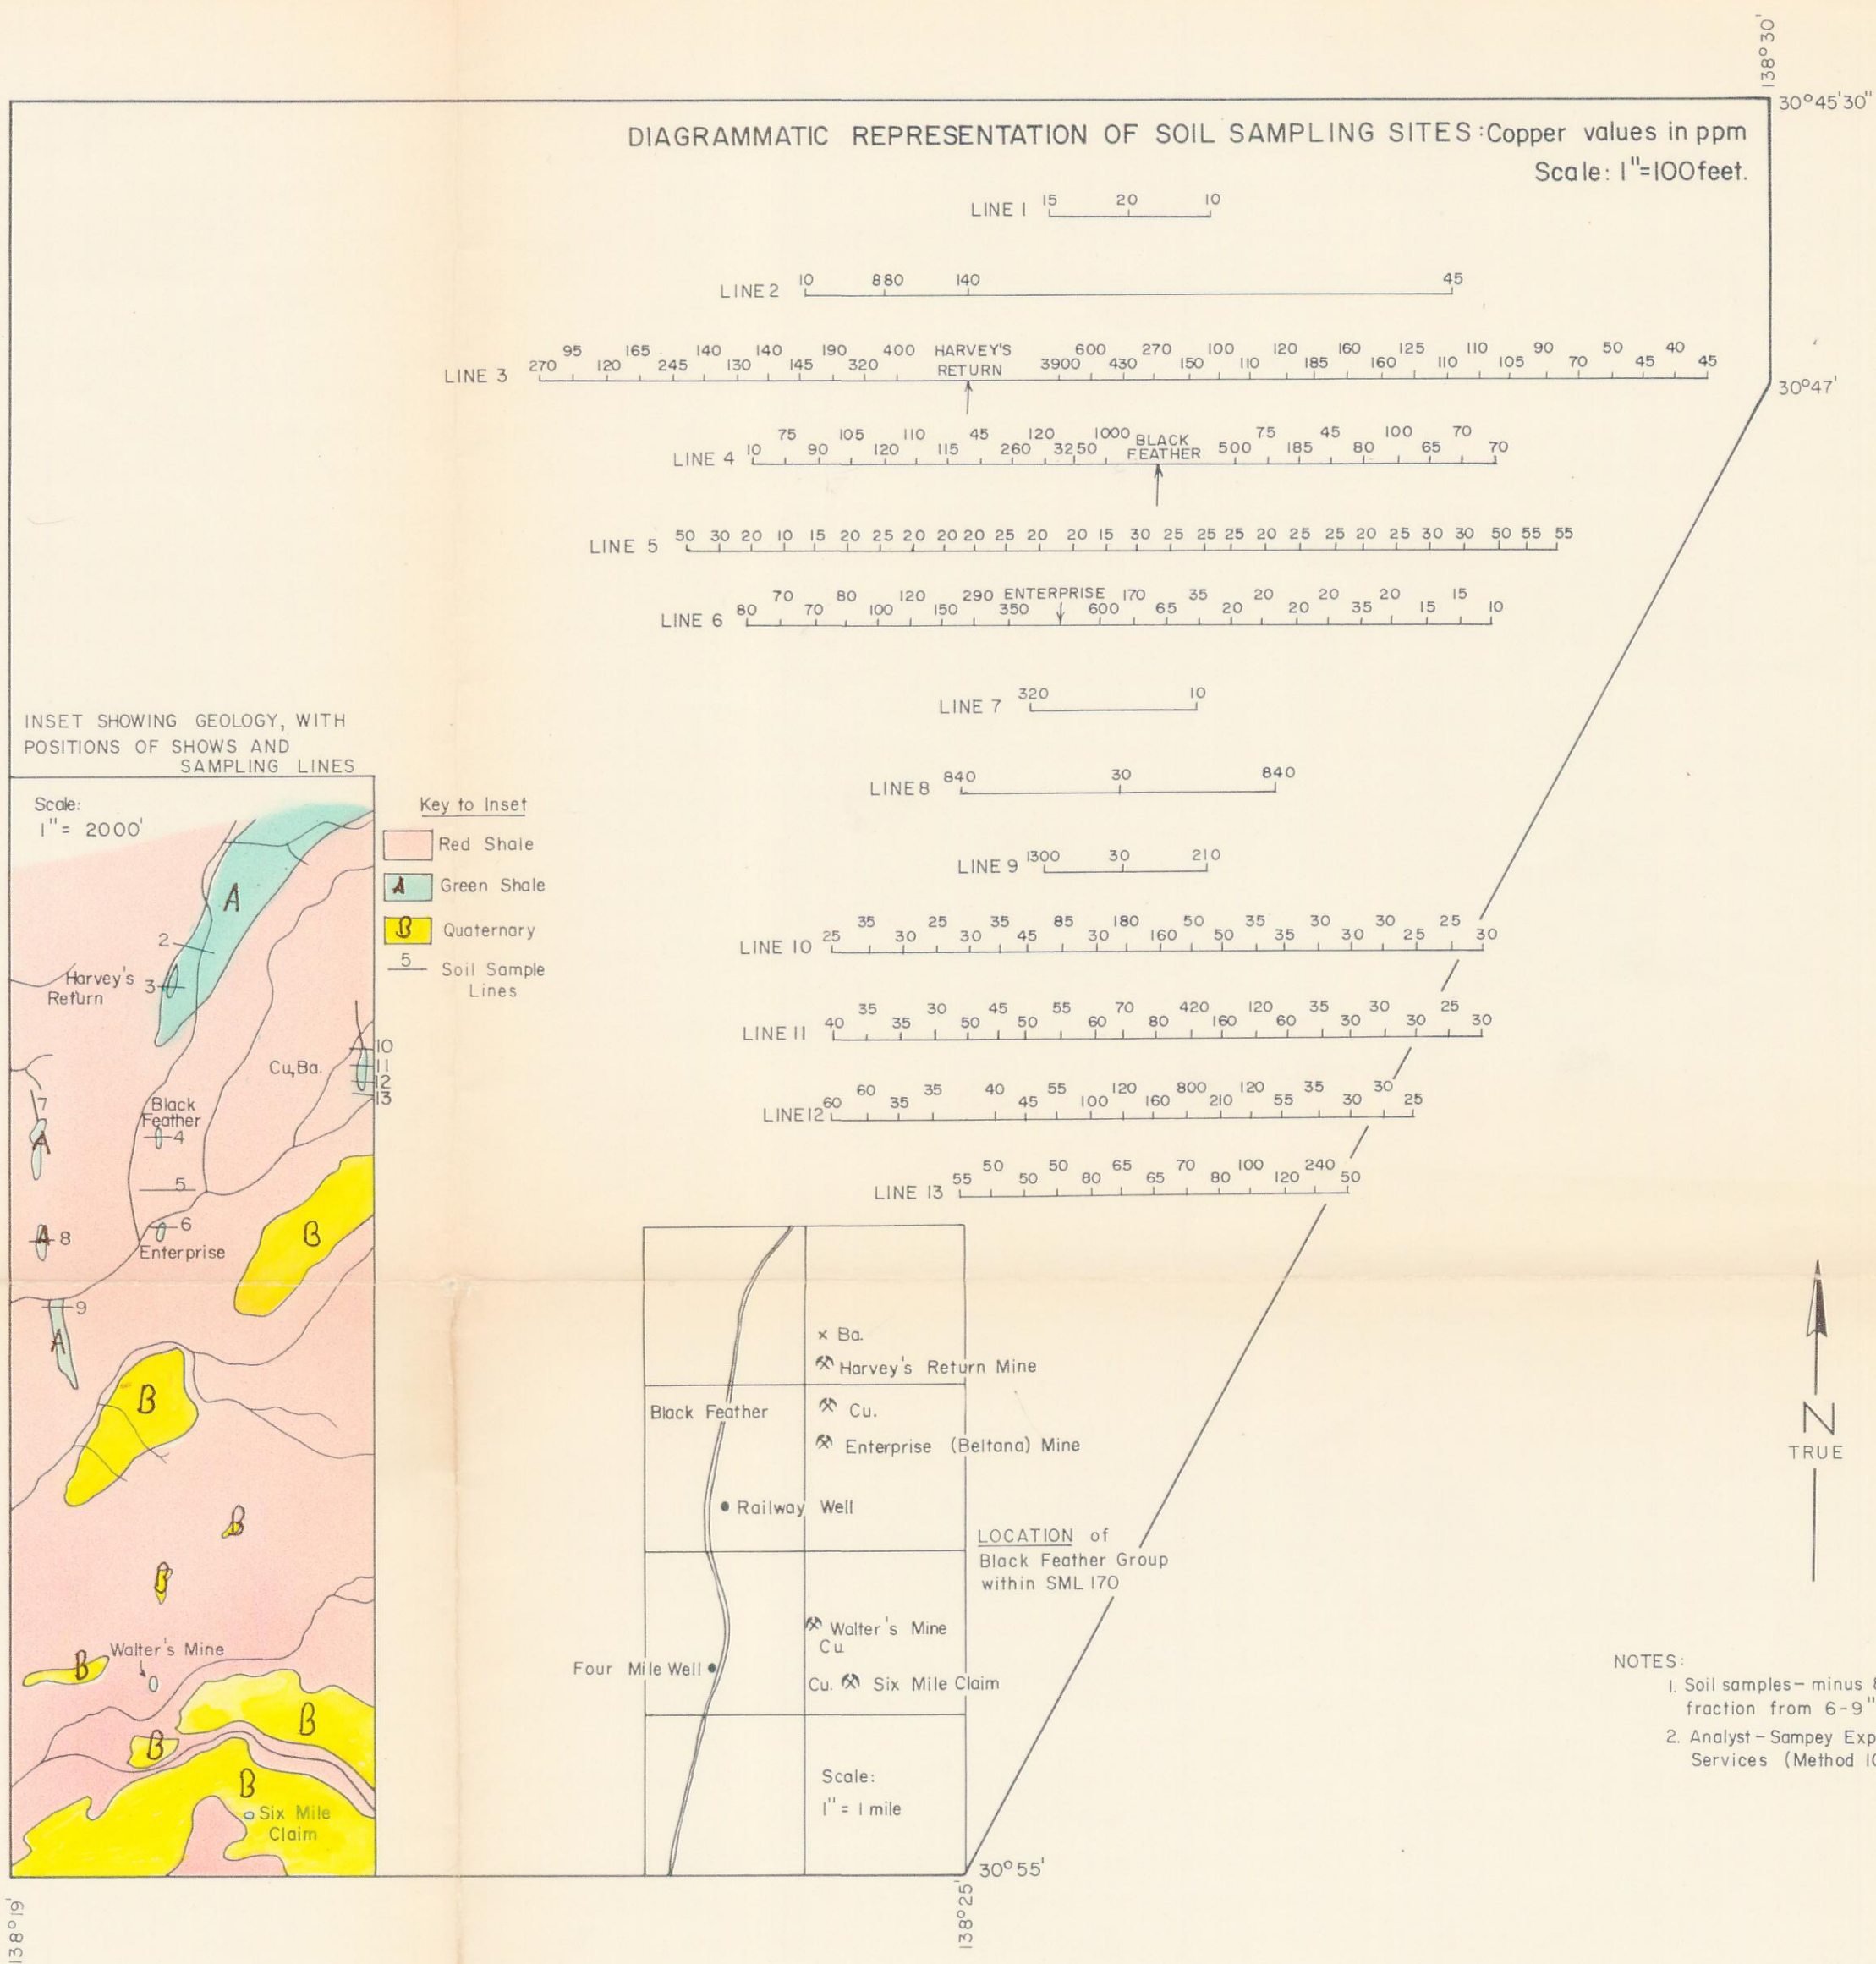 138°30'
30°45'30"
DIAGRAMMATIC REPRESENTATION OF SOIL SAMPLING SITES: Copper values in ppm
Scale: 1"=100feet.
15 20 10
LINE 1
10 880 140 45
LINE 2
95 165 140 140 190 400 HARVEY'S 600 270 100 120 160 125 110 90 50 40
270 120 245 130 145 320 RETURN 3900 430 150 110 185 160 110 105 70 45 45
LINE 3
30°47'
75 105 110 45 120 1000 BLACK 75 45 100 70
10 90 120 115 260 3250 FEATHER 500 185 80 65 70
LINE 4
50 30 20 10 15 20 25 20 20 20 25 20 20 15 30 25 25 25 20 25 25 20 25 30 30 50 55 55
LINE 5
70 80 120 290 ENTERPRISE 170 35 20 20 20 15
80 70 100 150 350 600 65 20 20 35 15 10
LINE 6
320 10
LINE 7
840 30 840
LINE 8
1300 30 210
LINE 9
35 25 35 85 180 50 35 30 30 25
25 30 30 45 30 160 50 35 30 25 30
LINE 10
35 30 45 55 70 420 120 35 30 25
40 35 50 50 60 80 160 60 30 30 30
LINE 11
60 35 40 55 120 800 120 35 30
60 35 45 100 160 210 55 30 25
LINE 12
50 50 65 70 100 240
55 50 80 65 80 120 50
LINE 13
INSET SHOWING GEOLOGY, WITH
POSITIONS OF SHOWS AND
SAMPLING LINES
Scale:
1" = 2000'
A
2
Harvey's
Return
3
Cu,Ba.
10
11
12
13
7
A
Black
Feather
4
5
6
Enterprise
A
8
B
9
A
B
B
B
Walter's Mine
B
B
B
B
Six Mile
Claim
Key to Inset
Red Shale
A Green Shale
B Quaternary
5 Soil Sample
Lines
x Ba.
Harvey's Return Mine
Black Feather
Cu.
Enterprise (Beltana) Mine
Railway Well
Walter's Mine
Cu
Four Mile Well
Cu. Six Mile Claim
Scale:
1" = 1 mile
LOCATION of
Black Feather Group
within SML 170
30°55'
138°19'
138°25'
N
TRUE
NOTES:
1. Soil samples - minus
fraction from 6-9"
2. Analyst - Sampey Exp
Services (Method